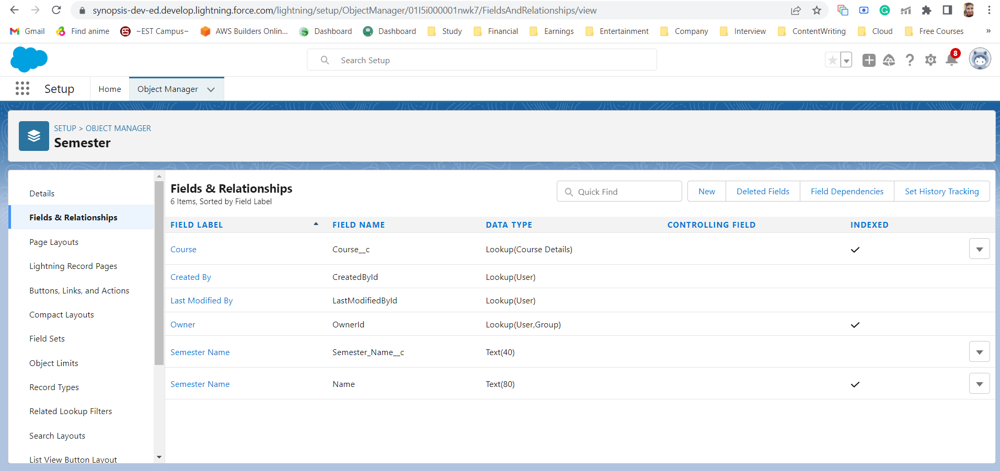 synopsis-dev-ed.develop.lightning.force.com/lightning/setup/ObjectManager/01I5i000001nwk7/FieldsAndRelationships/view
Gmail Find anime ~EST Campus~ AWS Builders Onlin... Dashboard Dashboard Study Financial Earnings Entertainment Company Interview ContentWriting Cloud Free Courses »
Search Setup
8
Setup Home Object Manager
SETUP > OBJECT MANAGER
Semester
Details
Fields & Relationships
Page Layouts
Lightning Record Pages
Buttons, Links, and Actions
Compact Layouts
Field Sets
Object Limits
Record Types
Related Lookup Filters
Search Layouts
List View Button Layout
Fields & Relationships
6 Items, Sorted by Field Label
Quick Find New Deleted Fields Field Dependencies Set History Tracking
FIELD LABEL FIELD NAME DATA TYPE CONTROLLING FIELD INDEXED
Course Course__c Lookup(Course Details)
Created By CreatedById Lookup(User)
Last Modified By LastModifiedById Lookup(User)
Owner OwnerId Lookup(User,Group)
Semester Name Semester_Name__c Text(40)
Semester Name Name Text(80)